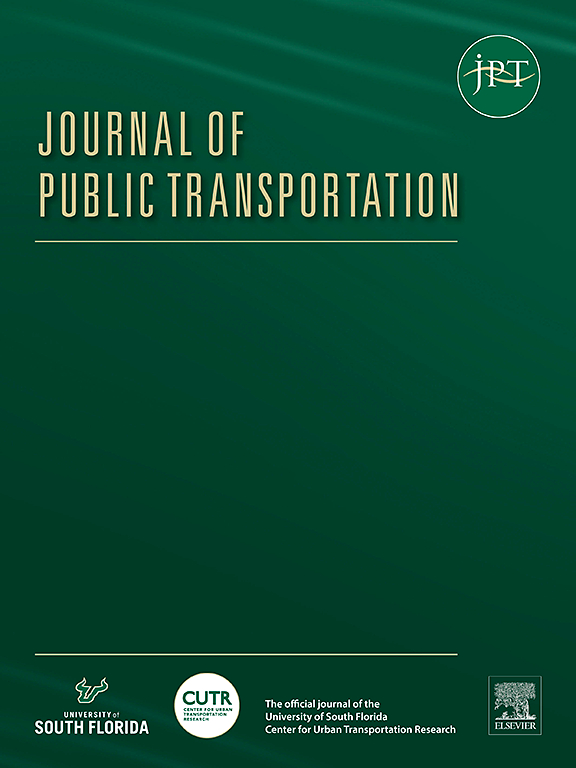 jPT
JOURNAL OF
PUBLIC TRANSPORTATION
UNIVERSITY of
SOUTH FLORIDA
CUTR
CENTER FOR URBAN
TRANSPORTATION
RESEARCH
The official journal of the
University of South Florida
Center for Urban Transportation Research
ELSEVIER